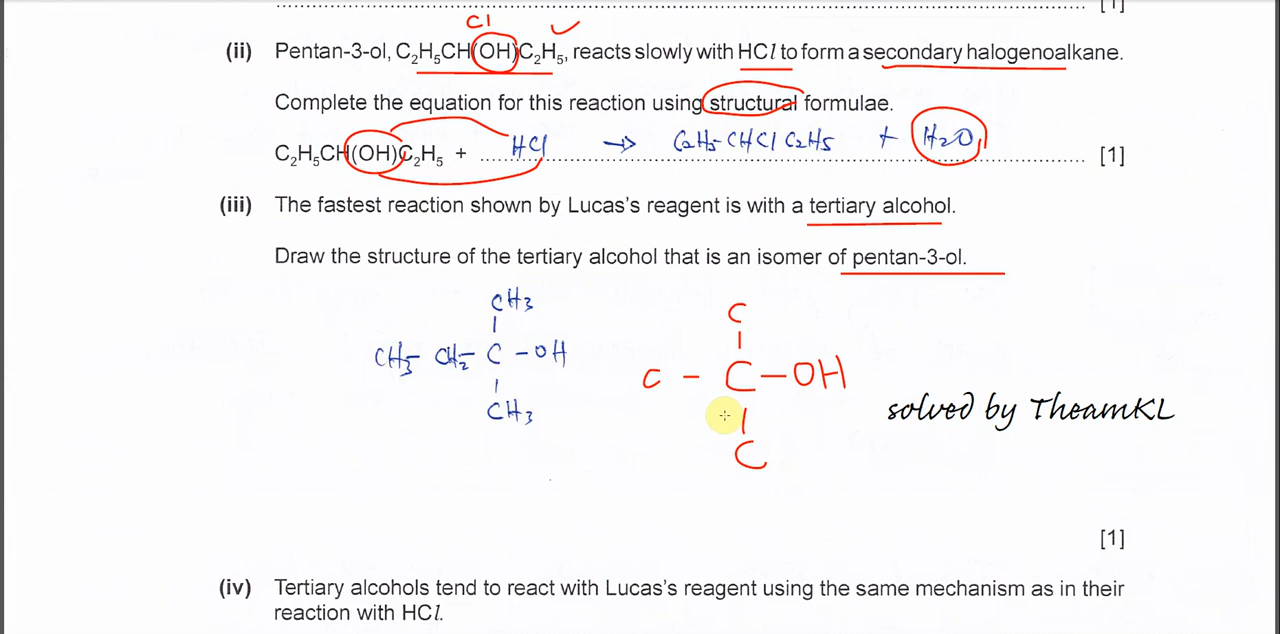 [1]
Cl
(ii) Pentan-3-ol, C₂H₅CH(OH)C₂H₅, reacts slowly with HCl to form a secondary halogenoalkane.
Complete the equation for this reaction using structural formulae.
C₂H₅CH(OH)C₂H₅ + HCl → C₂H₅ CHCl C₂H₅ + H₂O [1]
(iii) The fastest reaction shown by Lucas's reagent is with a tertiary alcohol.
Draw the structure of the tertiary alcohol that is an isomer of pentan-3-ol.
CH₃ C
CH₃- CH₂- C -OH C - C -OH
CH₃ C
solved by TheamKL
[1]
(iv) Tertiary alcohols tend to react with Lucas's reagent using the same mechanism as in their
reaction with HCl.